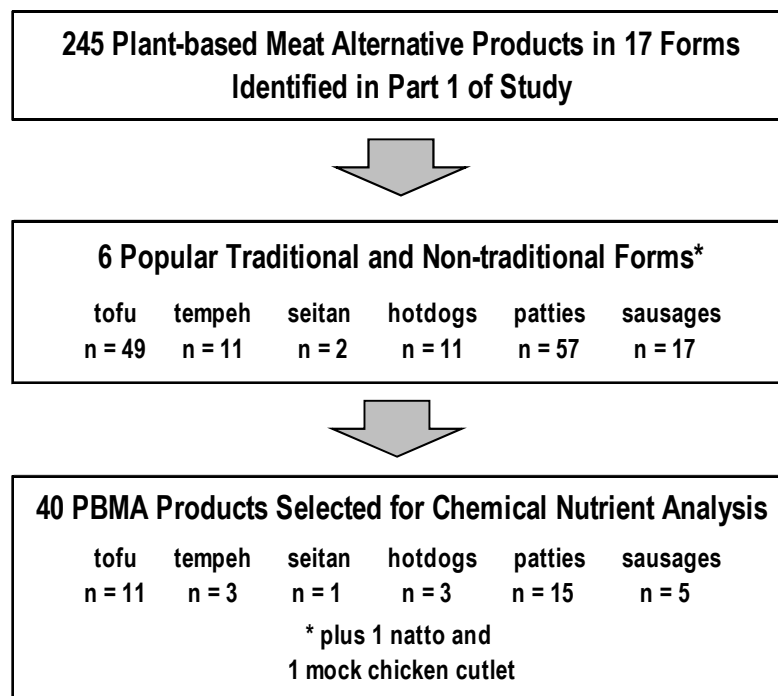 245 Plant-based Meat Alternative Products in 17 Forms
Identified in Part 1 of Study
6 Popular Traditional and Non-traditional Forms*
tofu tempeh seitan hotdogs patties sausages
n = 49 n = 11 n = 2 n = 11 n = 57 n = 17
40 PBMA Products Selected for Chemical Nutrient Analysis
tofu tempeh seitan hotdogs patties sausages
n = 11 n = 3 n = 1 n = 3 n = 15 n = 5
* plus 1 natto and
1 mock chicken cutlet